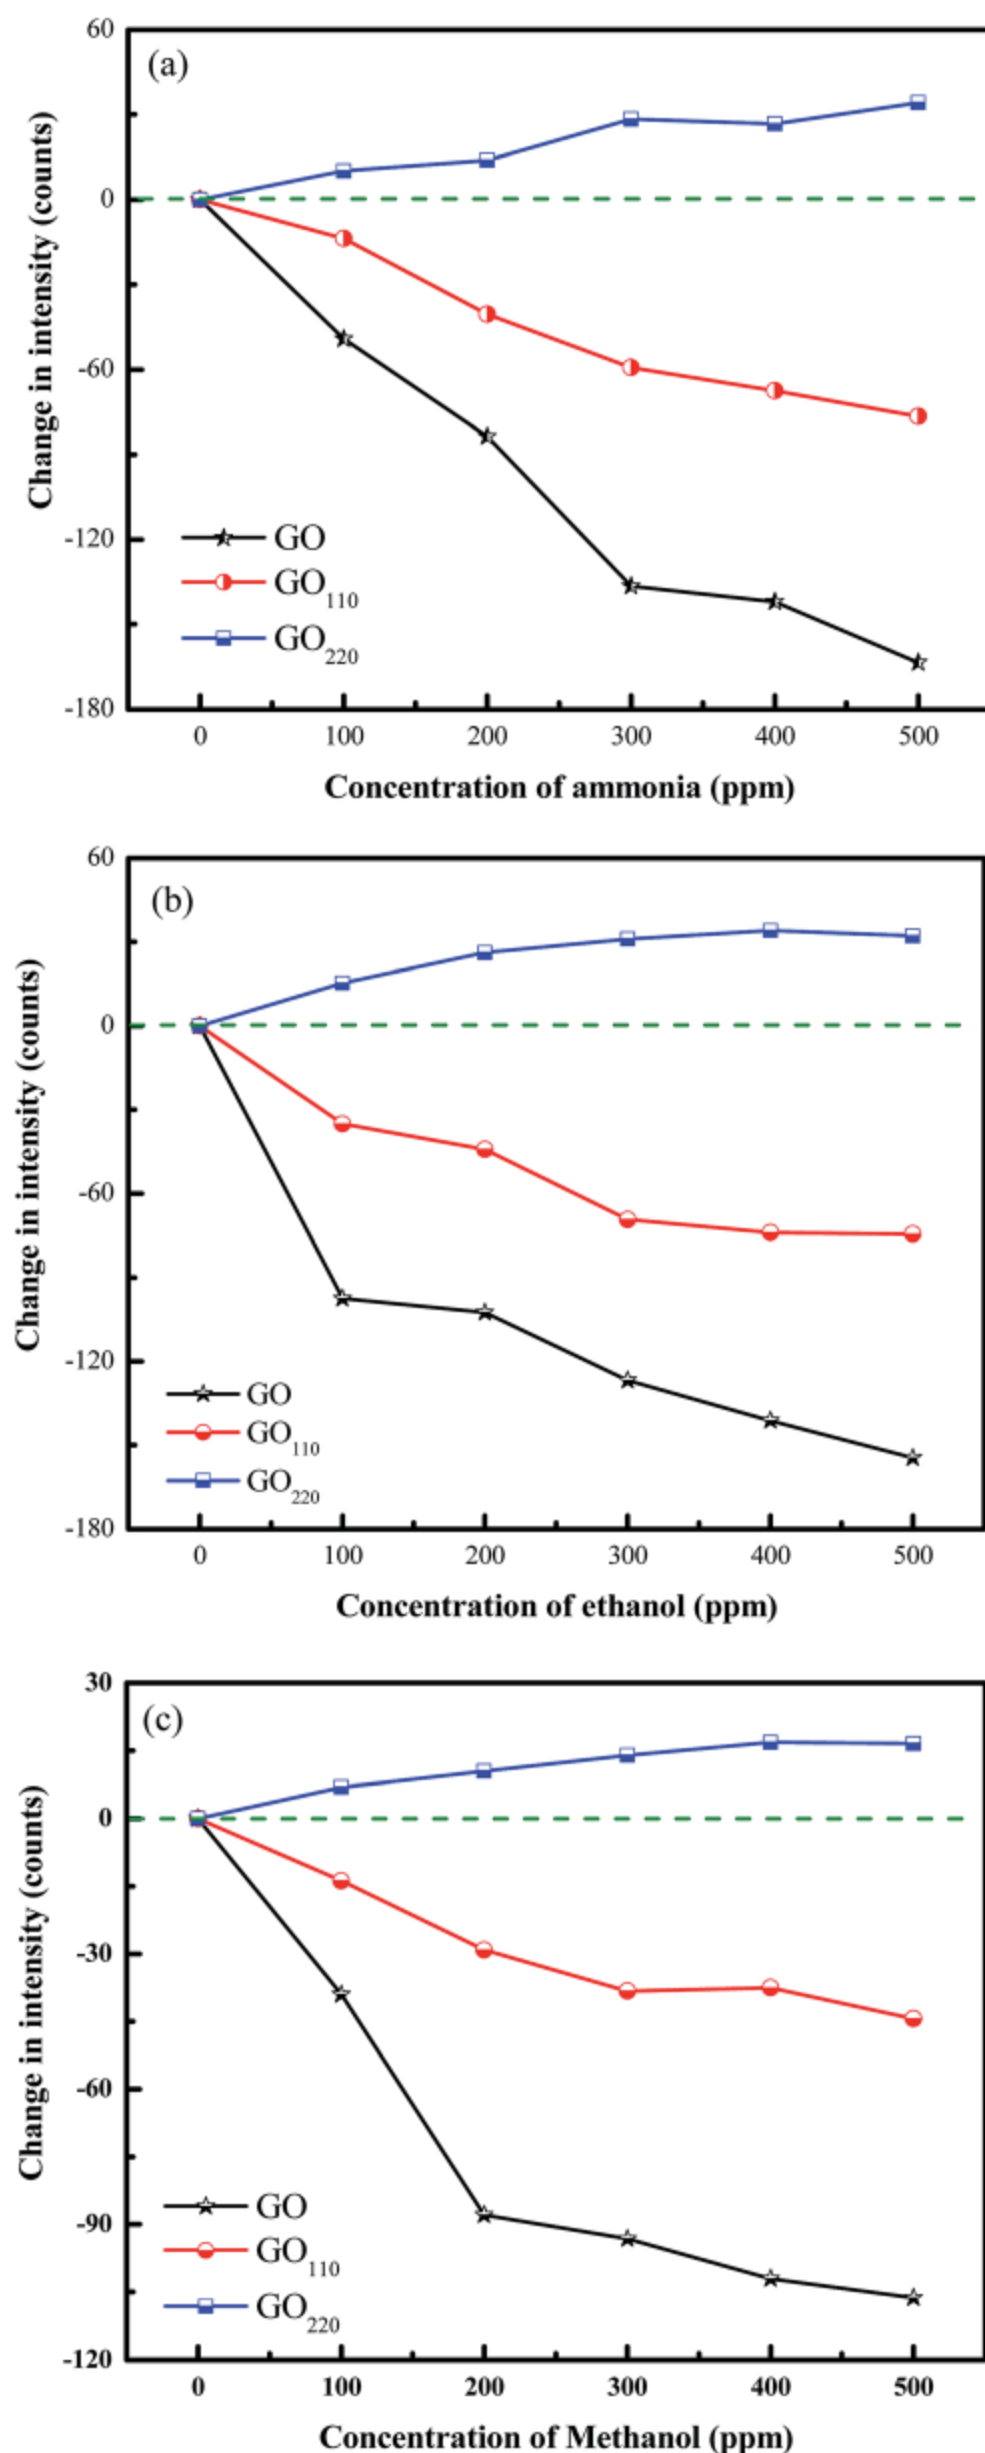 (a)
60
0
-60
-120
-180
Change in intensity (counts)
GO
GO110
GO220
0 100 200 300 400 500
Concentration of ammonia (ppm)
(b)
60
0
-60
-120
-180
Change in intensity (counts)
GO
GO110
GO220
0 100 200 300 400 500
Concentration of ethanol (ppm)
(c)
30
0
-30
-60
-90
-120
Change in intensity (counts)
GO
GO110
GO220
0 100 200 300 400 500
Concentration of Methanol (ppm)